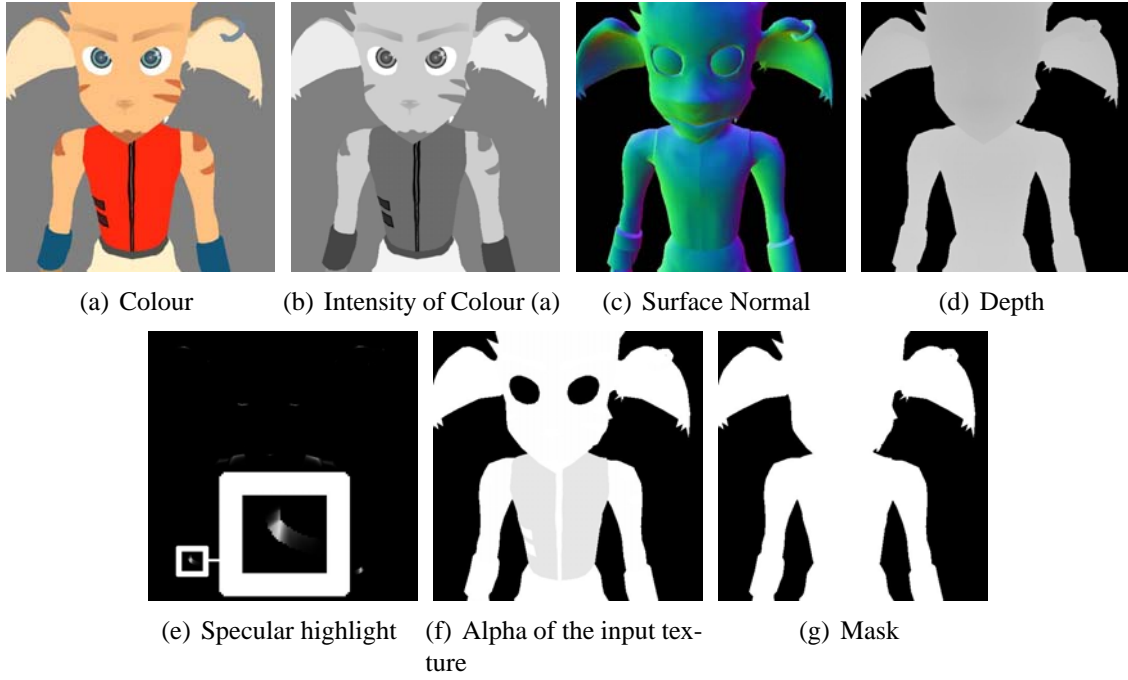 (a) Colour
(b) Intensity of Colour (a)
(c) Surface Normal
(d) Depth
(e) Specular highlight
(f) Alpha of the input tex-
ture
(g) Mask